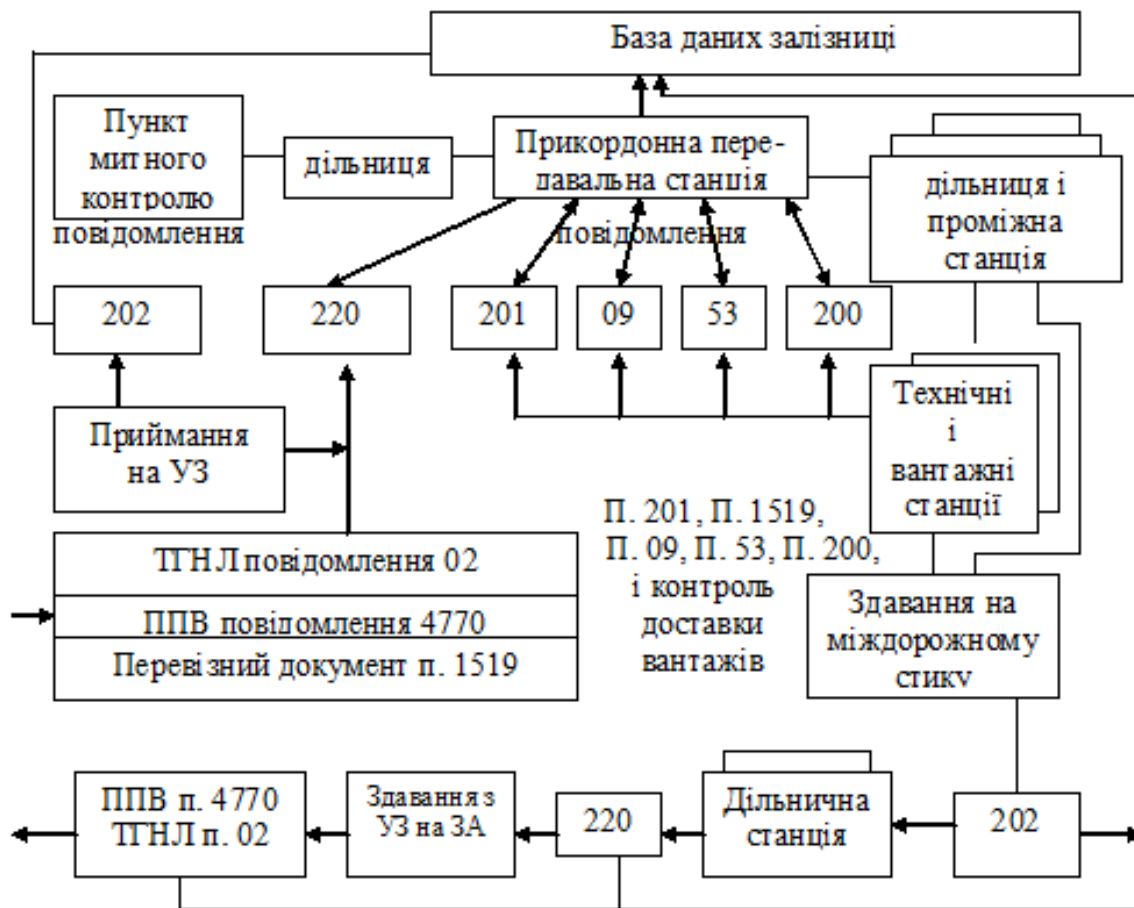 База даних залізниці
Пункт
митного
контролю
дільниця
Прикордонна пере-
давальна станція
дільниця і
проміжна
станція
повідомлення
повідомлення
202
220
201
09
53
200
Приймання
на УЗ
Технічні
і
вантажні
станції
ТГНЛ повідомлення 02
ППВ повідомлення 4770
Перевізний документ п. 1519
П. 201, П. 1519,
П. 09, П. 53, П. 200,
і контроль
доставки
вантажів
Здавання на
міждорожному
стику
ППВ п. 4770
ТГНЛ п. 02
Здавання з
УЗ на ЗА
220
Дільнична
станція
202